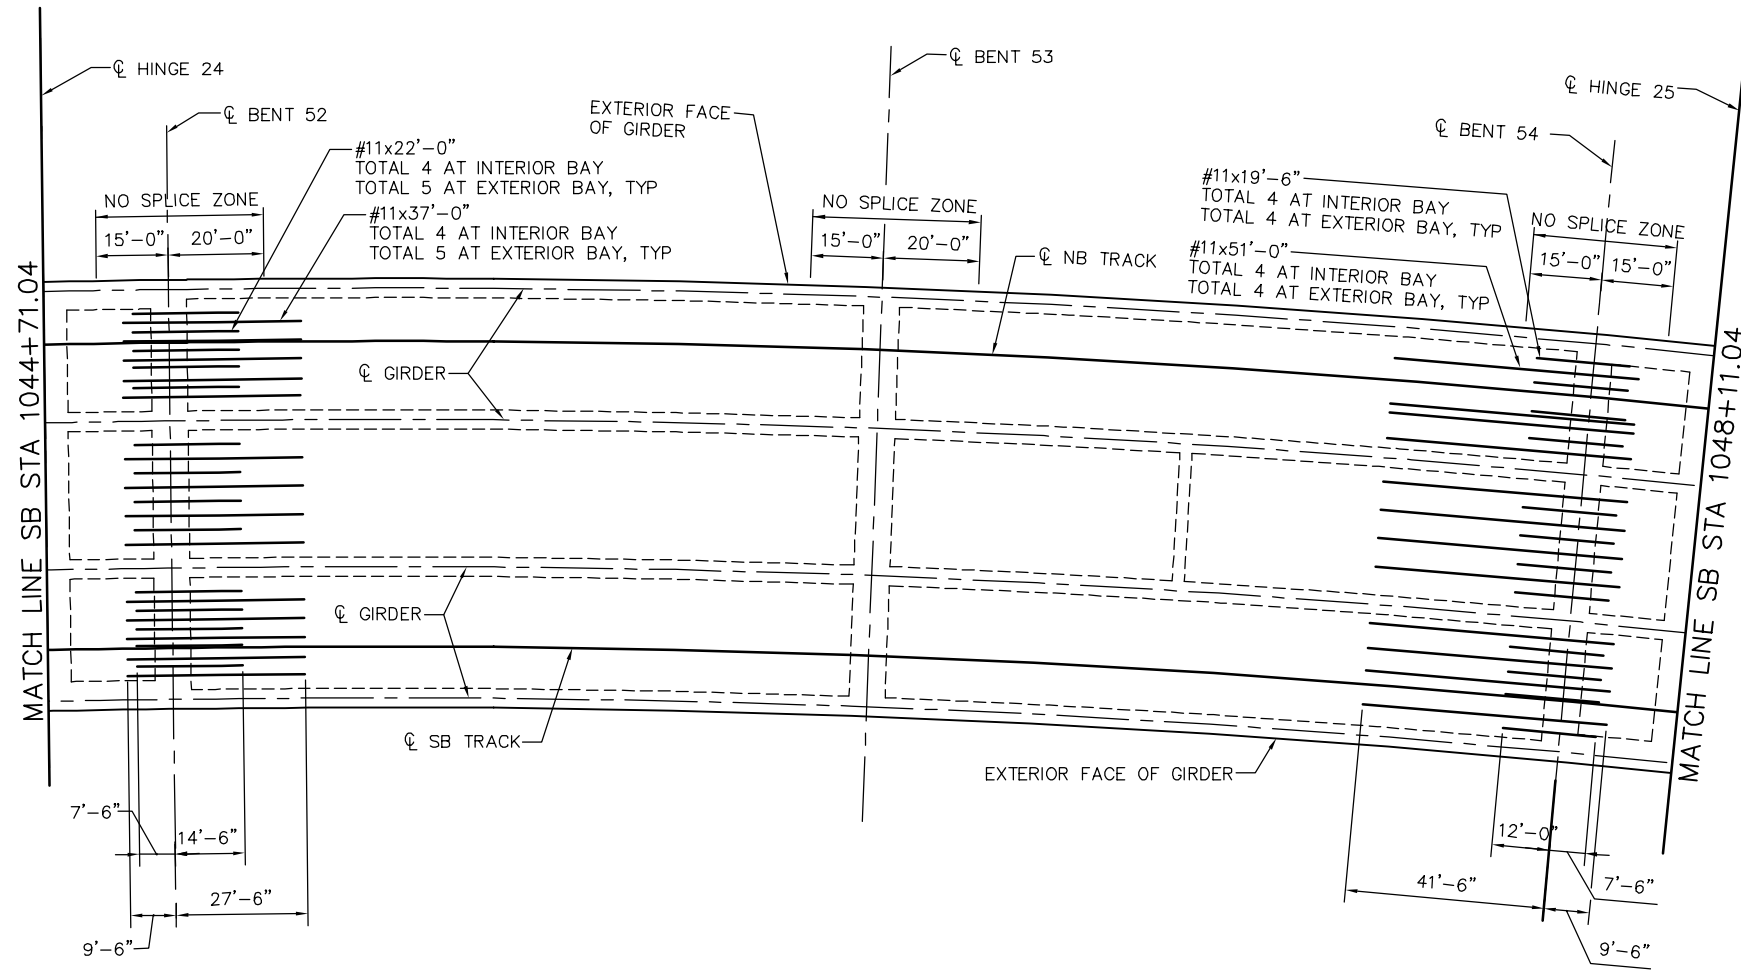 ℄ HINGE 24
℄ BENT 52
EXTERIOR FACE
OF GIRDER
℄ BENT 53
℄ HINGE 25
℄ BENT 54
#11x22'-0"
TOTAL 4 AT INTERIOR BAY
TOTAL 5 AT EXTERIOR BAY, TYP
#11x37'-0"
TOTAL 4 AT INTERIOR BAY
TOTAL 5 AT EXTERIOR BAY, TYP
NO SPLICE ZONE
15'-0" 20'-0"
NO SPLICE ZONE
15'-0" 20'-0"
℄ NB TRACK
#11x19'-6"
TOTAL 4 AT INTERIOR BAY
TOTAL 4 AT EXTERIOR BAY, TYP
#11x51'-0"
TOTAL 4 AT INTERIOR BAY
TOTAL 4 AT EXTERIOR BAY, TYP
NO SPLICE ZONE
15'-0" 15'-0"
MATCH LINE SB STA 1044+71.04
℄ GIRDER
℄ GIRDER
℄ SB TRACK
EXTERIOR FACE OF GIRDER
MATCH LINE SB STA 1048+11.04
7'-6"
14'-6"
27'-6"
9'-6"
12'-0"
41'-6"
7'-6"
9'-6"